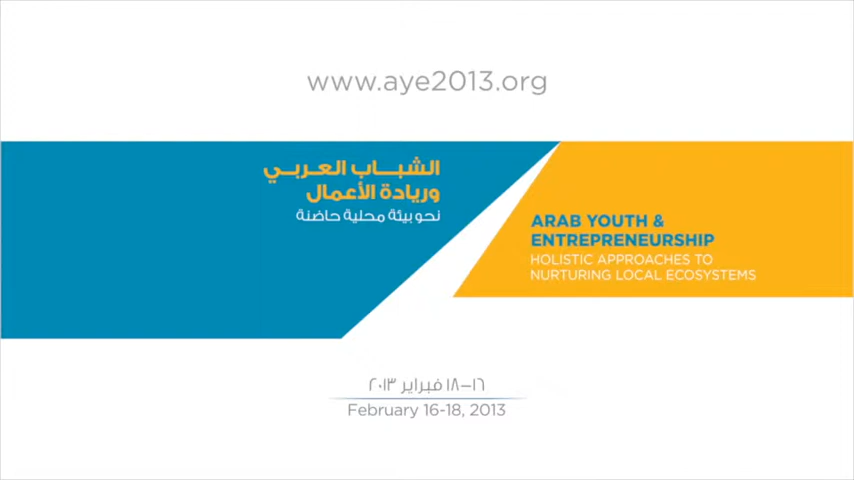 www.aye2013.org
الشباب العربي
وريادة الأعمال
نحو بيئة محلية حاضنة
ARAB YOUTH &
ENTREPRENEURSHIP
HOLISTIC APPROACHES TO
NURTURING LOCAL ECOSYSTEMS
١٦–١٨ فبراير ٢٠١٣
February 16-18, 2013